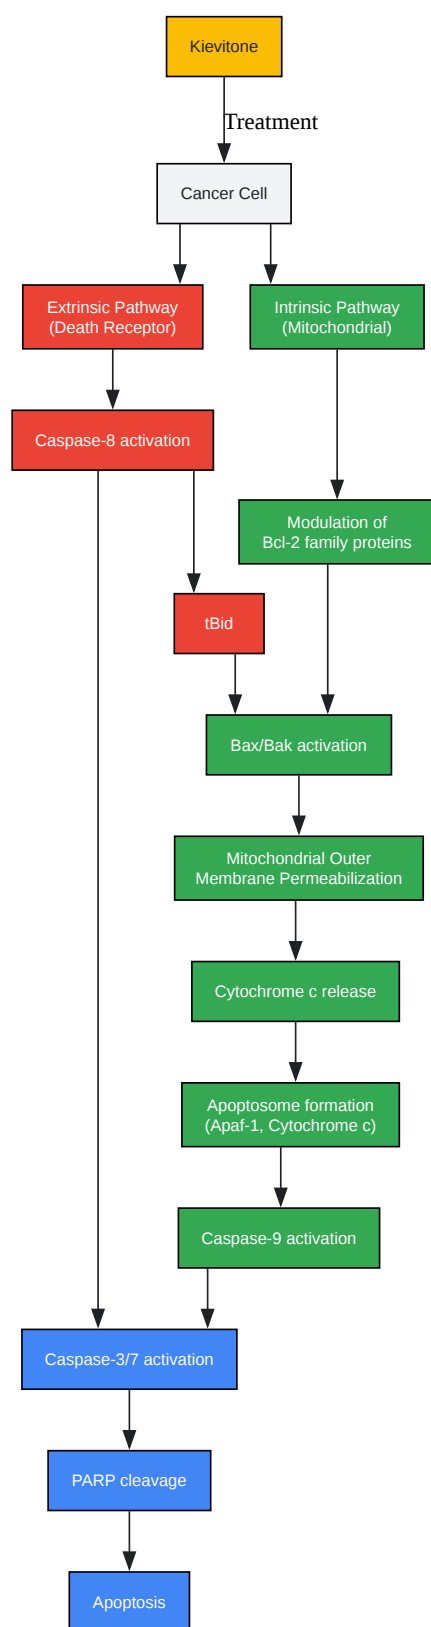 Kievitone
Treatment
Cancer Cell
Extrinsic Pathway
(Death Receptor)
Intrinsic Pathway
(Mitochondrial)
Caspase-8 activation
Modulation of
Bcl-2 family proteins
tBid
Bax/Bak activation
Mitochondrial Outer
Membrane Permeabilization
Cytochrome c release
Apoptosome formation
(Apaf-1, Cytochrome c)
Caspase-9 activation
Caspase-3/7 activation
PARP cleavage
Apoptosis